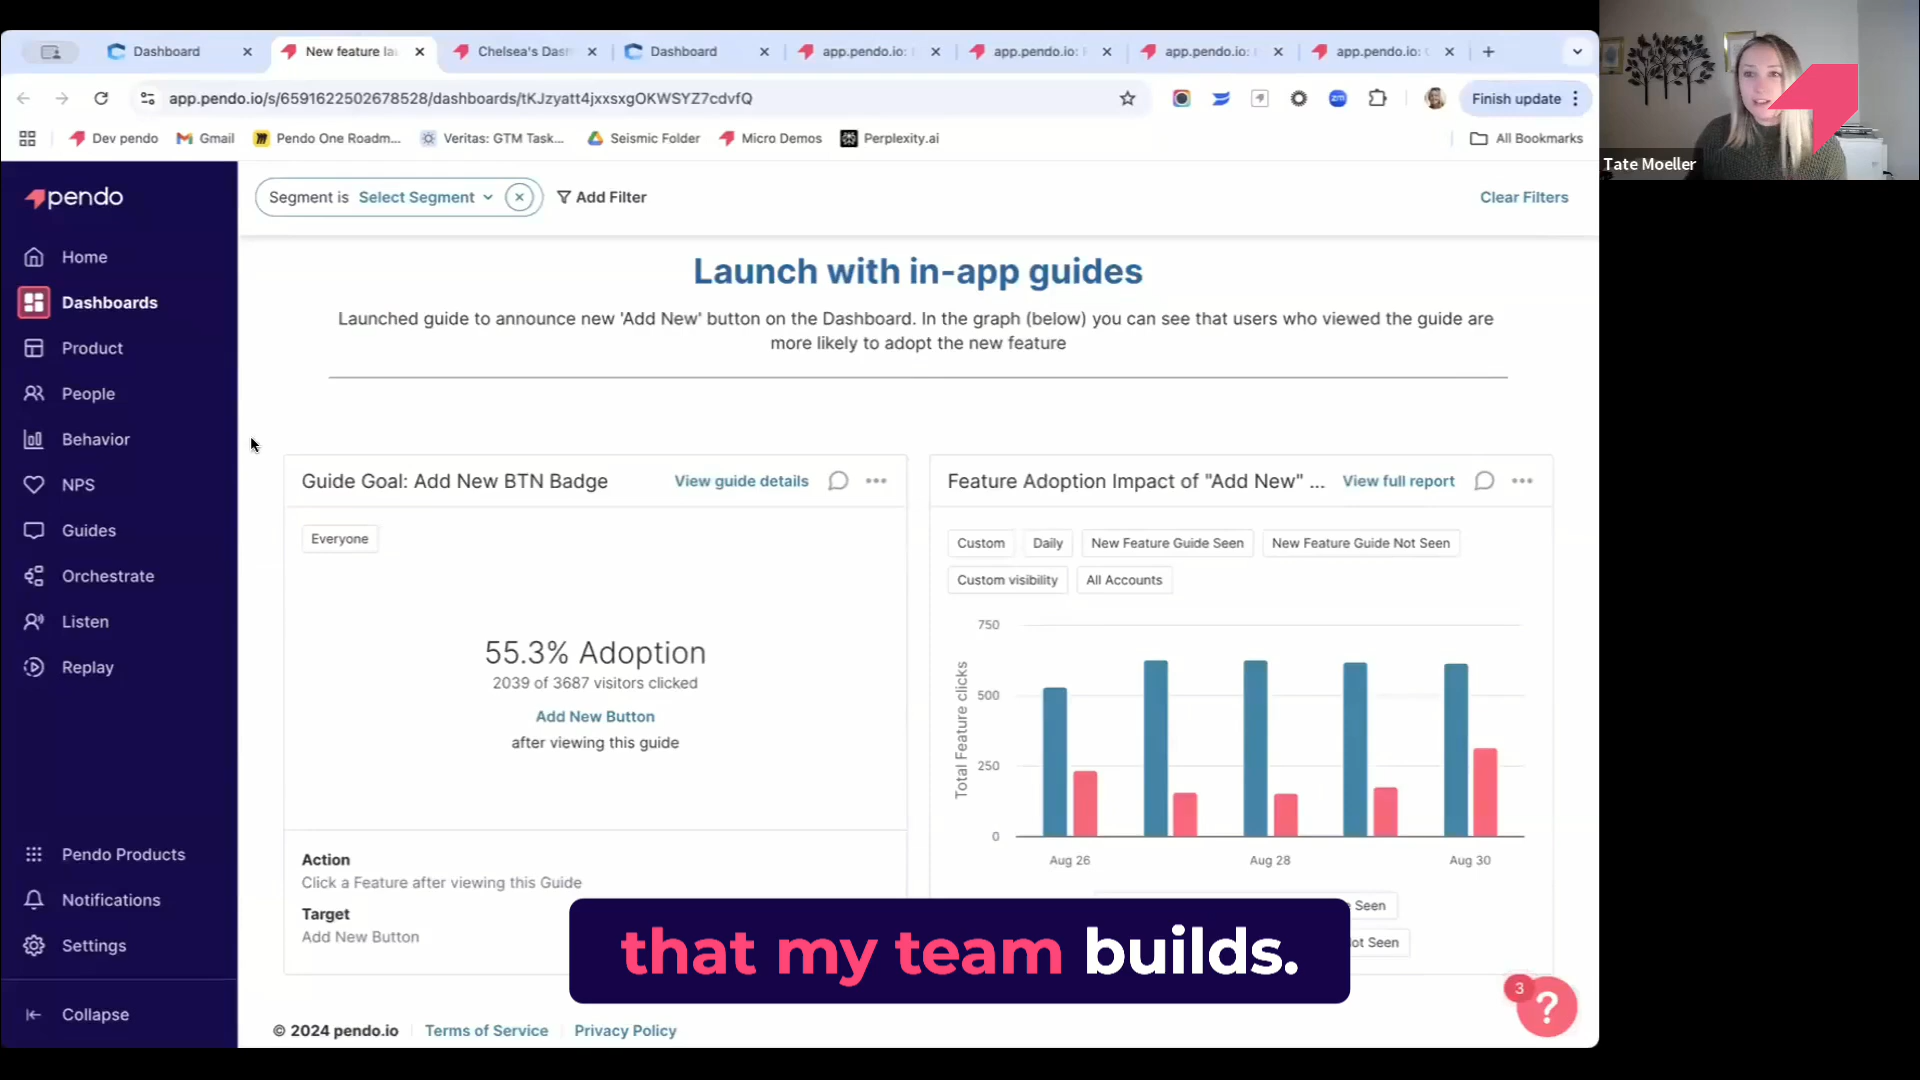 Dashboard
New feature la
Chelsea's Das
Dashboard
app.pendo.io:
app.pendo.io:
app.pendo.io:
app.pendo.io:
app.pendo.io/s/6591622502678528/dashboards/tKJzyatt4jxxsxgOKWSYZ7cdvfQ
Finish update
Dev pendo
Gmail
Pendo One Roadm...
Veritas: GTM Task...
Seismic Folder
Micro Demos
Perplexity.ai
All Bookmarks
Tate Moeller
pendo
Home
Dashboards
Product
People
Behavior
NPS
Guides
Orchestrate
Listen
Replay
Pendo Products
Notifications
Settings
Collapse
Segment is Select Segment
Add Filter
Clear Filters
Launch with in-app guides
Launched guide to announce new 'Add New' button on the Dashboard. In the graph (below) you can see that users who viewed the guide are
more likely to adopt the new feature
Guide Goal: Add New BTN Badge
View guide details
Everyone
55.3% Adoption
2039 of 3687 visitors clicked
Add New Button
after viewing this guide
Action
Click a Feature after viewing this Guide
Target
Add New Button
Feature Adoption Impact of "Add New" ...
View full report
Custom
Daily
New Feature Guide Seen
New Feature Guide Not Seen
Custom visibility
All Accounts
Total Feature clicks
750
500
250
0
Aug 26
Aug 28
Aug 30
Seen
Not Seen
that my team builds.
3
© 2024 pendo.io
Terms of Service
Privacy Policy